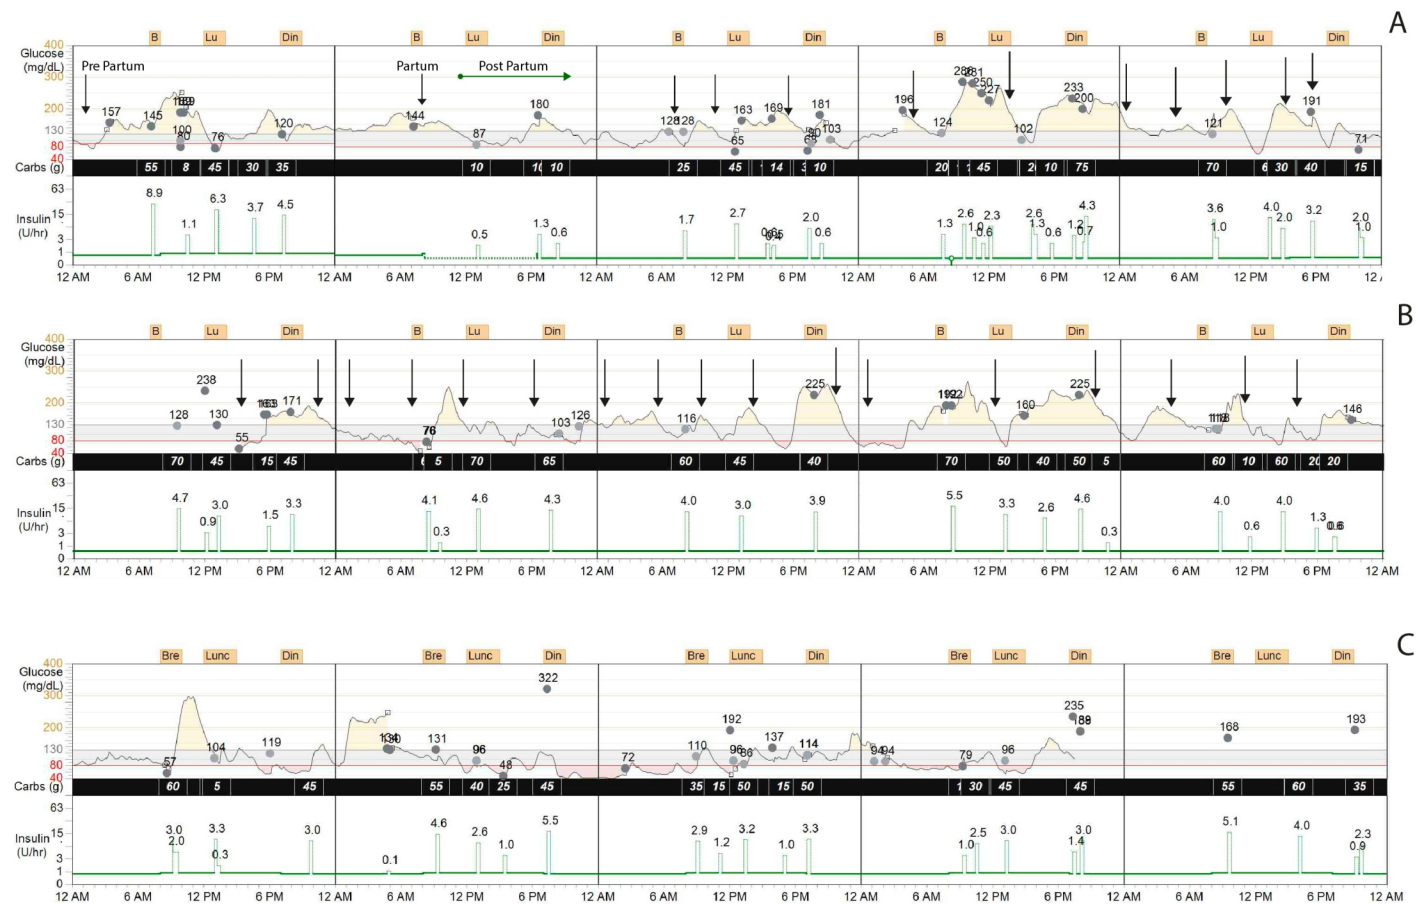 A
B Lu Din B Lu Din B Lu Din B Lu Din B Lu Din
400
Glucose
(mg/dL)
300
200
130
80
40
Pre Partum Partum Post Partum
157 145 189 100 80 76 120 144 87 180 128 128 65 163 169 181 103 196 124 286 281 250 227 102 233 200 121 191 71
Carbs (g) 55 8 45 30 35 10 10 10 25 45 14 10 20 45 10 75 70 30 40 15
63
Insulin 15
(U/hr)
3
1
0
8.9 1.1 6.3 3.7 4.5 0.5 1.3 0.6 1.7 2.7 2.0 0.6 1.3 2.6 1.0 0.6 2.3 2.6 1.3 0.6 1.2 0.7 4.3 3.6 1.0 4.0 2.0 3.2 2.0 1.0
12 AM 6 AM 12 PM 6 PM 12 AM 6 AM 12 PM 6 PM 12 AM 6 AM 12 PM 6 PM 12 AM 6 AM 12 PM 6 PM 12 AM 6 AM 12 PM 6 PM
B
B Lu Din B Lu Din B Lu Din B Lu Din B Lu Din
400
Glucose
(mg/dL)
300
200
130
80
40
128 238 130 55 163 171 76 103 126 116 225 192 160 225 118 146
Carbs (g) 70 45 15 45 5 70 65 60 45 40 70 50 40 50 5 60 10 60 20 20
63
Insulin 15
(U/hr)
3
1
0
4.7 0.9 3.0 1.5 3.3 4.1 0.3 4.6 4.3 4.0 3.0 3.9 5.5 3.3 2.6 4.6 0.3 4.0 0.6 4.0 1.3 0.6
12 AM 6 AM 12 PM 6 PM 12 AM 6 AM 12 PM 6 PM 12 AM 6 AM 12 PM 6 PM 12 AM 6 AM 12 PM 6 PM 12 AM 6 AM 12 PM 6 PM 12 AM
C
Bre Lunc Din Bre Lunc Din Bre Lunc Din Bre Lunc Din Bre Lunc Din
400
Glucose
(mg/dL)
300
200
130
80
40
57 104 119 131 96 48 322 72 110 192 96 86 137 114 94 94 79 96 235 189 168 193
Carbs (g) 60 5 45 55 40 25 45 35 15 50 15 50 30 45 45 55 60 35
63
Insulin 15
(U/hr)
3
1
0
3.0 2.0 3.3 0.3 3.0 0.1 4.6 2.6 1.0 5.5 2.9 1.2 3.2 1.0 3.3 1.0 2.5 3.0 1.4 3.0 5.1 4.0 0.9 2.3
12 AM 6 AM 12 PM 6 PM 12 AM 6 AM 12 PM 6 PM 12 AM 6 AM 12 PM 6 PM 12 AM 6 AM 12 PM 6 PM 12 AM 6 AM 12 PM 6 PM 12 AM